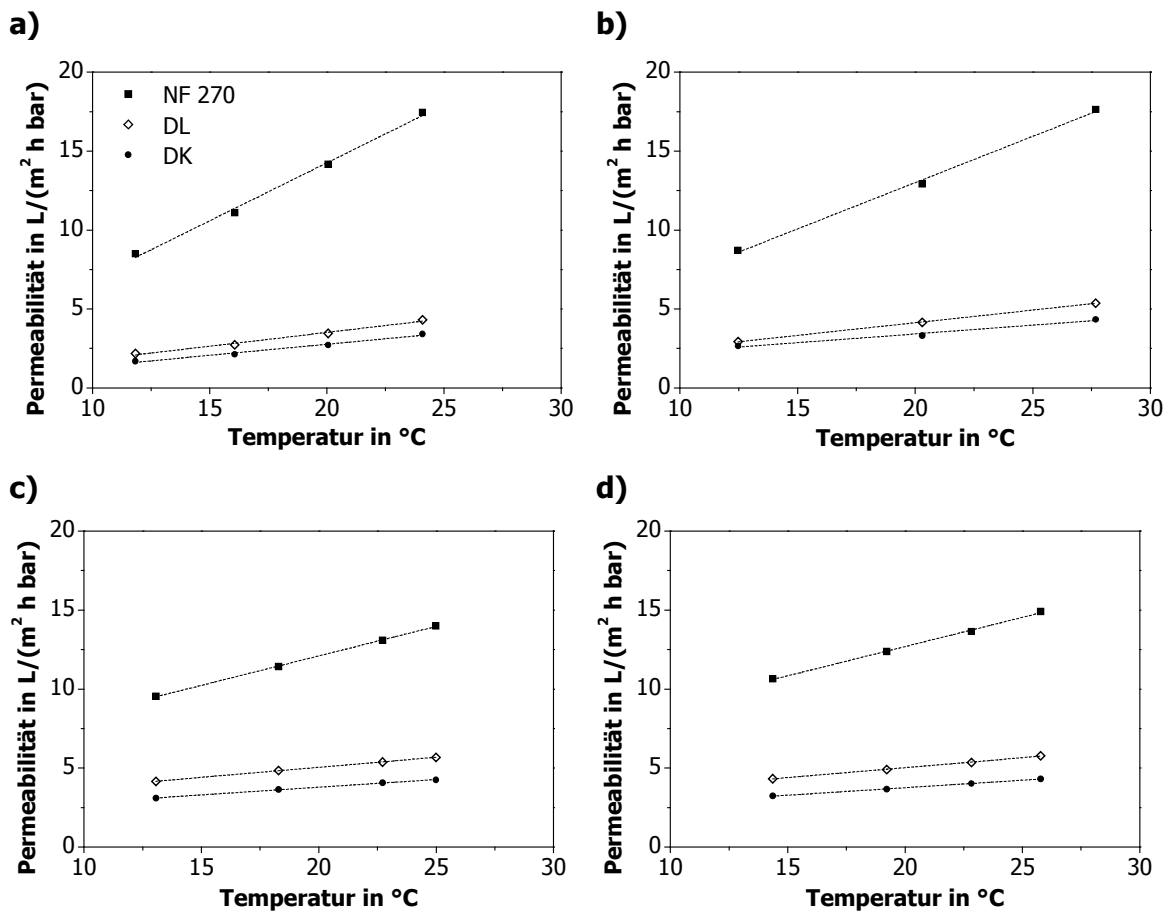 a)
20
15
10
5
0
10 15 20 25 30
Permeabilität in L/(m² h bar)
Temperatur in °C
NF 270
DL
DK
b)
20
15
10
5
0
10 15 20 25 30
Permeabilität in L/(m² h bar)
Temperatur in °C
c)
20
15
10
5
0
10 15 20 25 30
Permeabilität in L/(m² h bar)
Temperatur in °C
d)
20
15
10
5
0
10 15 20 25 30
Permeabilität in L/(m² h bar)
Temperatur in °C